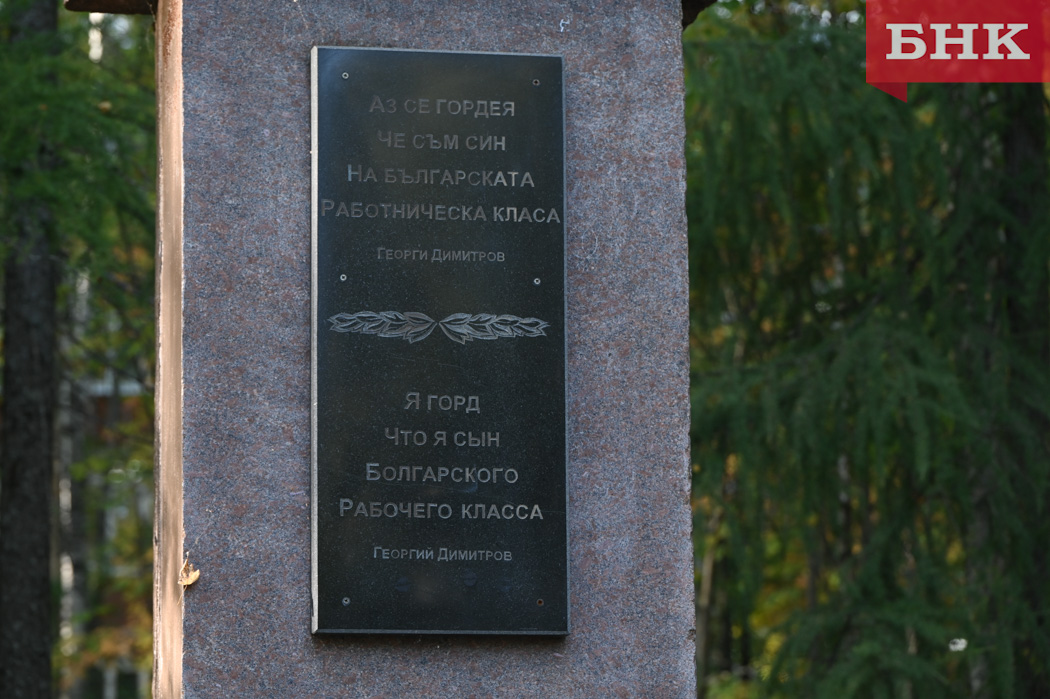 БНК
Аз се гордея
Че съм син
На българската
Работническа класа
Георги Димитров
Я горд
Что я сын
Болгарского
Рабочего класса
Георгий Димитров